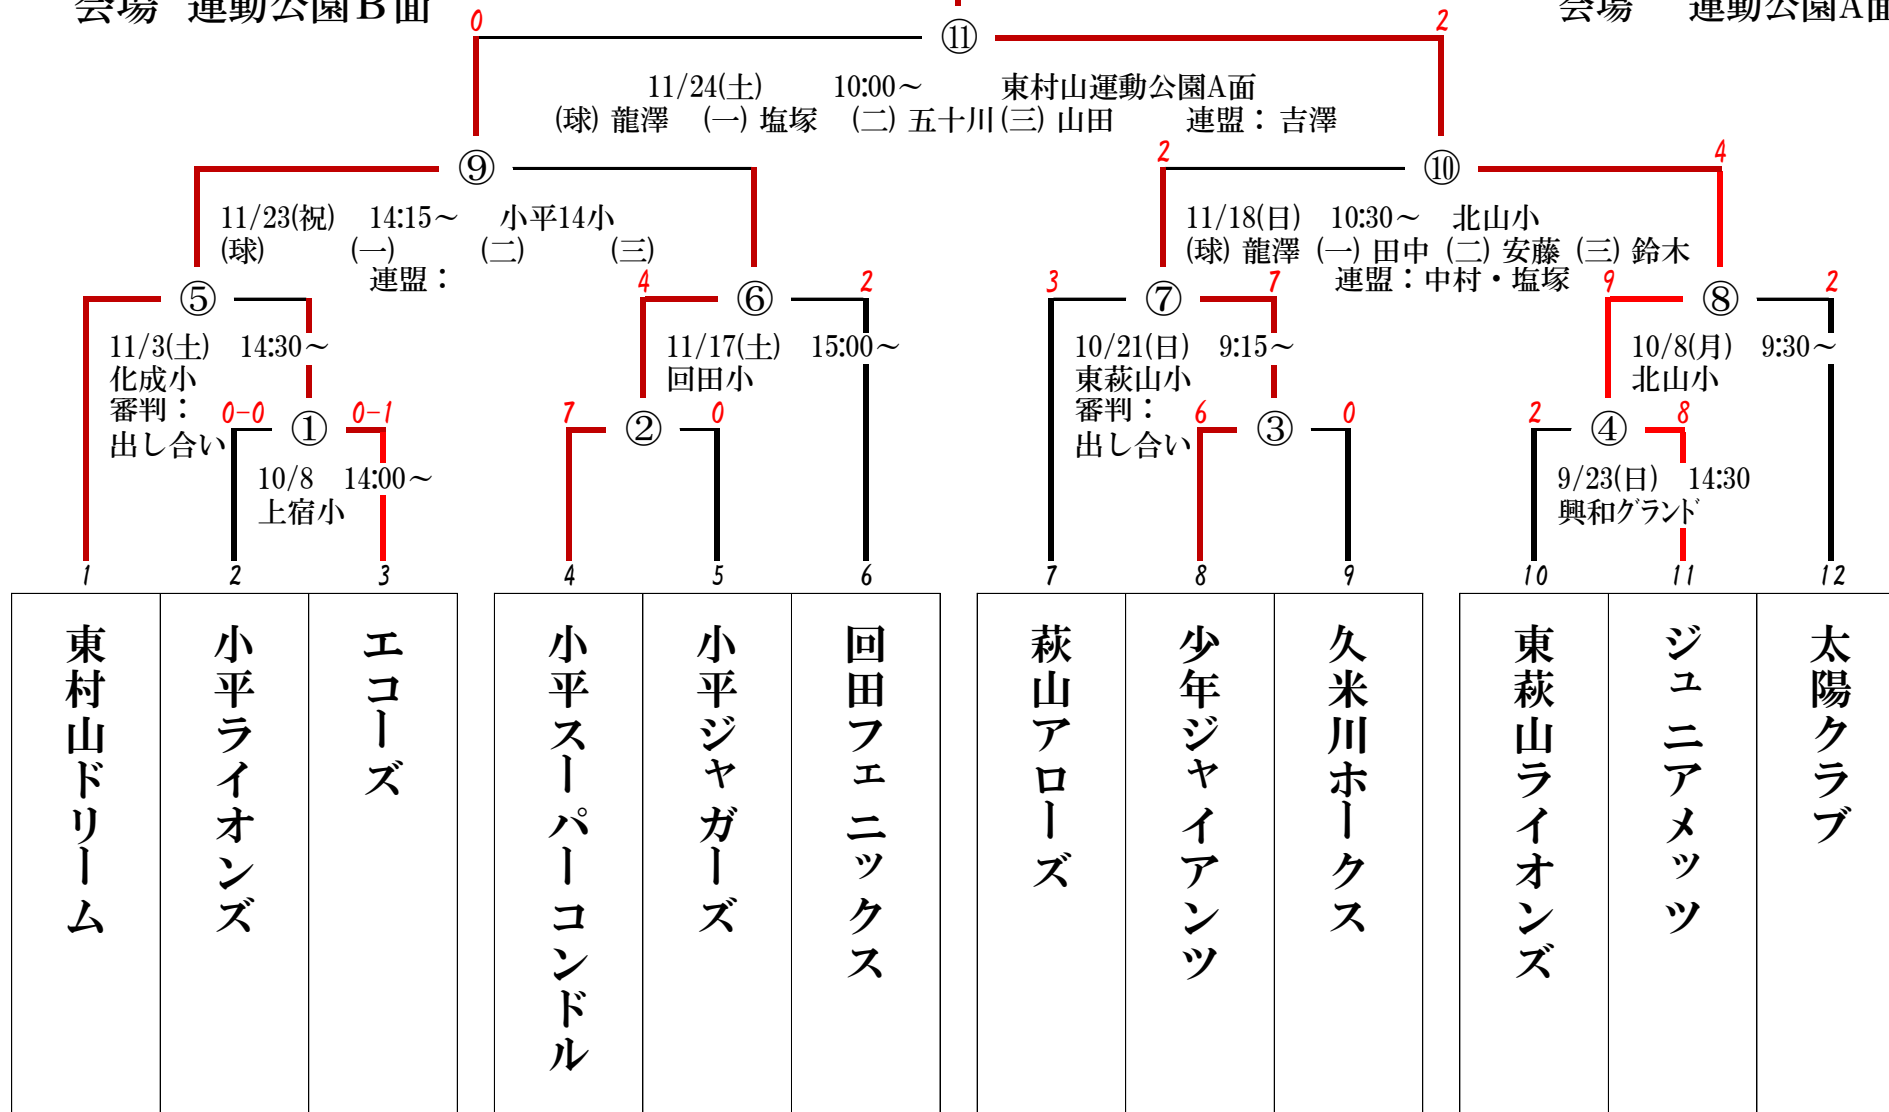 会場 運動公園B面
会場 運動公園A面
0 ⑪ 2
11/24(土) 10:00～ 東村山運動公園A面
(球) 龍澤 (一) 塩塚 (二) 五十川 (三) 山田 連盟：吉澤
⑨
2 ⑩ 4
11/23(祝) 14:15～ 小平14小
(球) (一) (二) (三)
連盟：
11/18(日) 10:30～ 北山小
(球) 龍澤 (一) 田中 (二) 安藤 (三) 鈴木
連盟：中村・塩塚
⑤
4 ⑥ 2
3 ⑦ 7
9 ⑧ 2
11/3(土) 14:30～
化成小
審判：
出し合い
11/17(土) 15:00～
回田小
10/21(日) 9:15～
東萩山小
審判：
出し合い
10/8(月) 9:30～
北山小
0-0 ① 0-1
7 ② 0
6 ③ 0
2 ④ 8
10/8 14:00～
上宿小
9/23(日) 14:30
興和グランド
1 2 3 4 5 6 7 8 9 10 11 12
東村山ドリーム
小平ライオンズ
エコーズ
小平スーパーコンドル
小平ジャガーズ
回田フェニックス
萩山アローズ
少年ジャイアンツ
久米川ホークス
東萩山ライオンズ
ジュニアメッツ
太陽クラブ